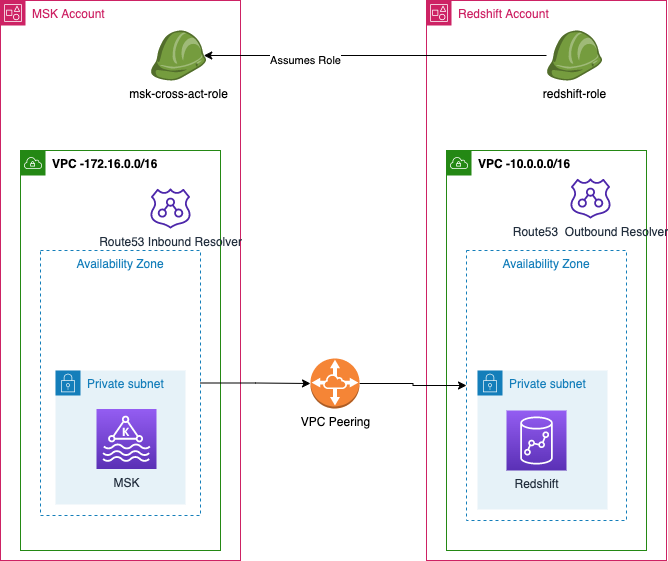 MSK Account
Redshift Account
Assumes Role
msk-cross-act-role
redshift-role
VPC -172.16.0.0/16
VPC -10.0.0.0/16
Route53 Inbound Resolver
Route53  Outbound Resolver
Availability Zone
Availability Zone
Private subnet
Private subnet
K
VPC Peering
MSK
Redshift